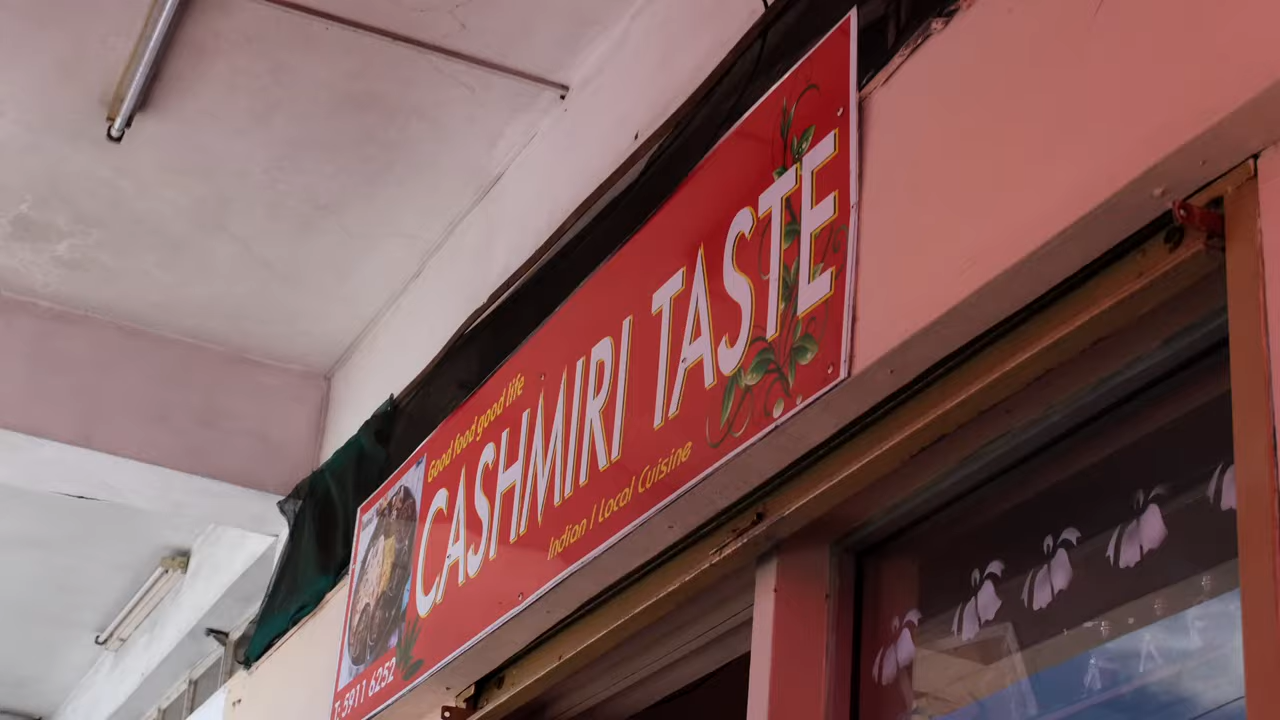 Good food good life
CASHMIRI TASTE
Indian / Local Cuisine
T: 5911 6252